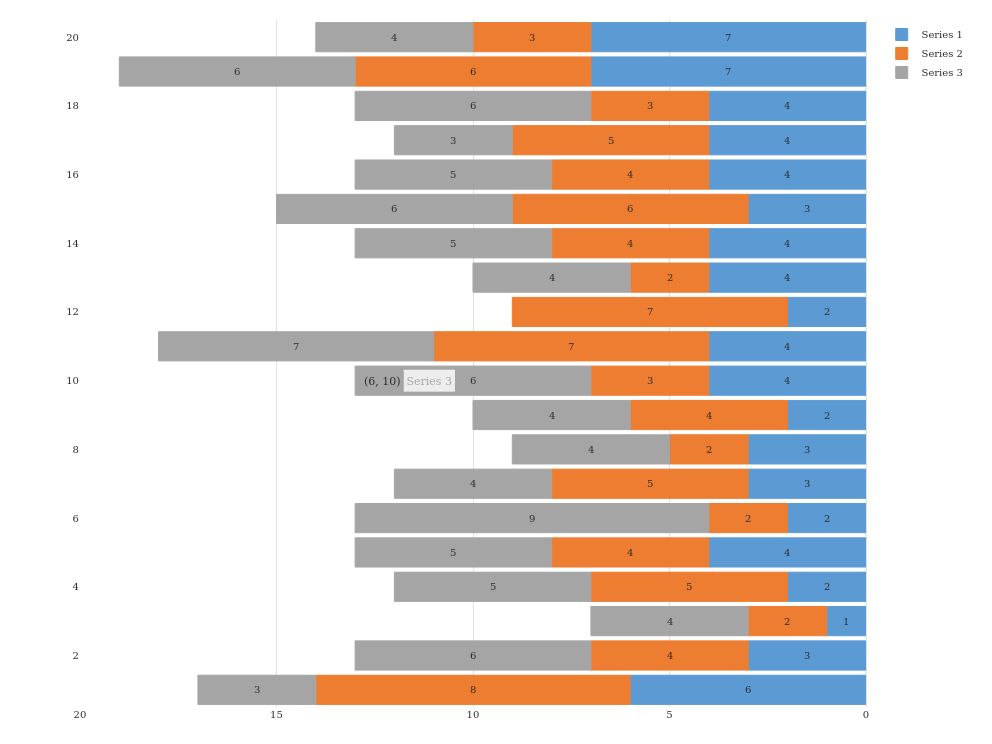 20 4 3 7 Series 1
Series 2
6 6 7 Series 3
18 6 3 4
3 5 4
16 5 4 4
6 6 3
14 5 4 4
4 2 4
12 7 2
7 7 4
10 (6, 10) Series 3 6 3 4
4 4 2
8 4 2 3
4 5 3
6 9 2 2
5 4 4
4 5 5 2
4 2 1
2 6 4 3
3 8 6
20 15 10 5 0